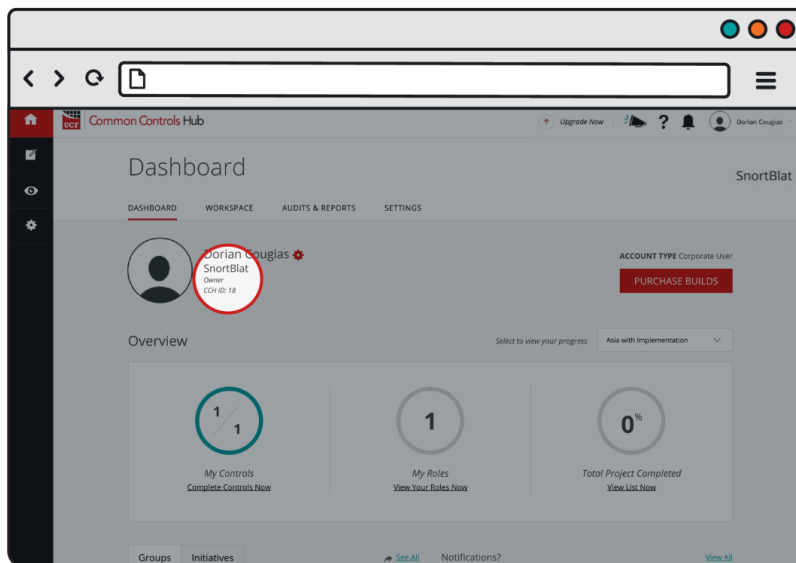 UCF Common Controls Hub
Upgrade Now
?
Dorian Cougias
Dashboard
SnortBlat
DASHBOARD WORKSPACE AUDITS & REPORTS SETTINGS
Dorian Cougias
SnortBlat
Owner
CCH ID: 18
ACCOUNT TYPE Corporate User
PURCHASE BUILDS
Overview
Select to view your progress
Asia with Implementation
1/1
My Controls
Complete Controls Now
1
My Roles
View Your Roles Now
0%
Total Project Completed
View List Now
Groups Initiatives
See All
Notifications?
View All